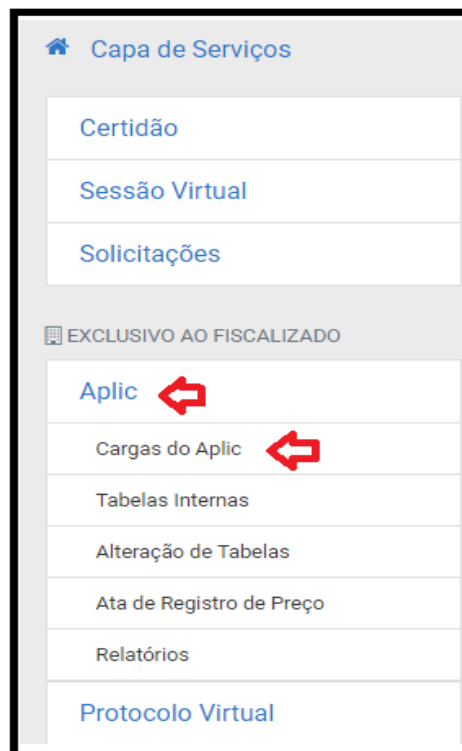 Capa de Serviços
Certidão
Sessão Virtual
Solicitações
EXCLUSIVO AO FISCALIZADO
Aplic
Cargas do Aplic
Tabelas Internas
Alteração de Tabelas
Ata de Registro de Preço
Relatórios
Protocolo Virtual